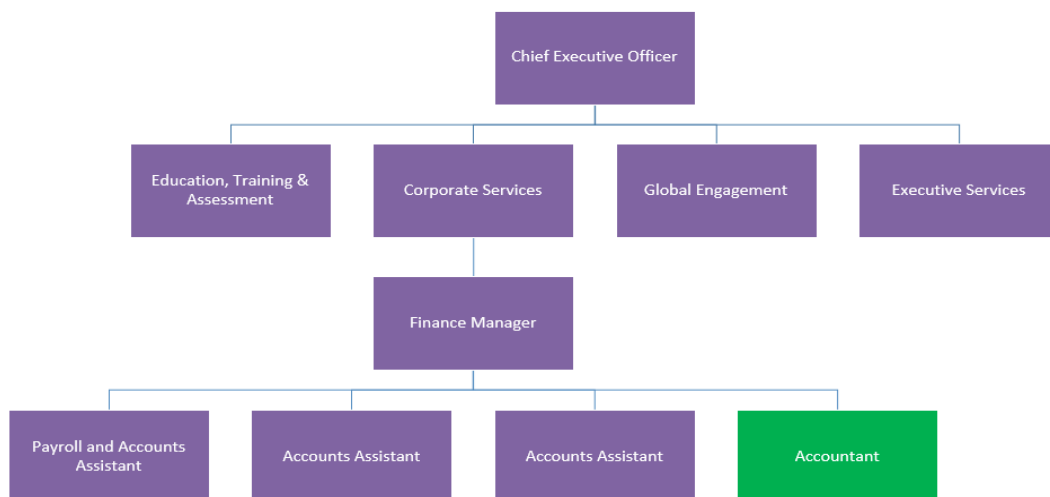 Chief Executive Officer
Education, Training &
Assessment
Corporate Services
Global Engagement
Executive Services
Finance Manager
Payroll and Accounts
Assistant
Accounts Assistant
Accounts Assistant
Accountant